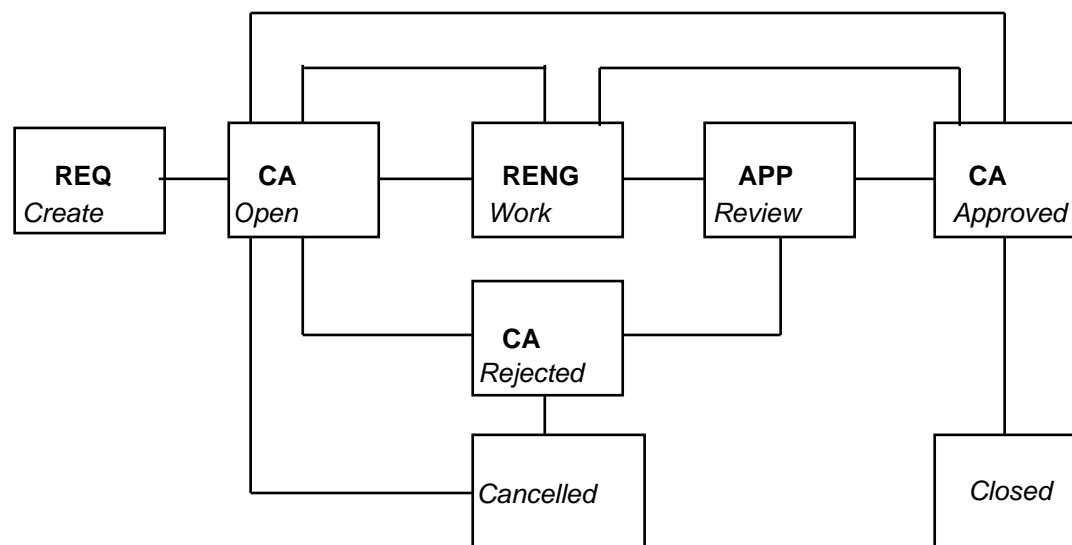 REQ
Create
CA
Open
RENG
Work
APP
Review
CA
Approved
CA
Rejected
Cancelled
Closed